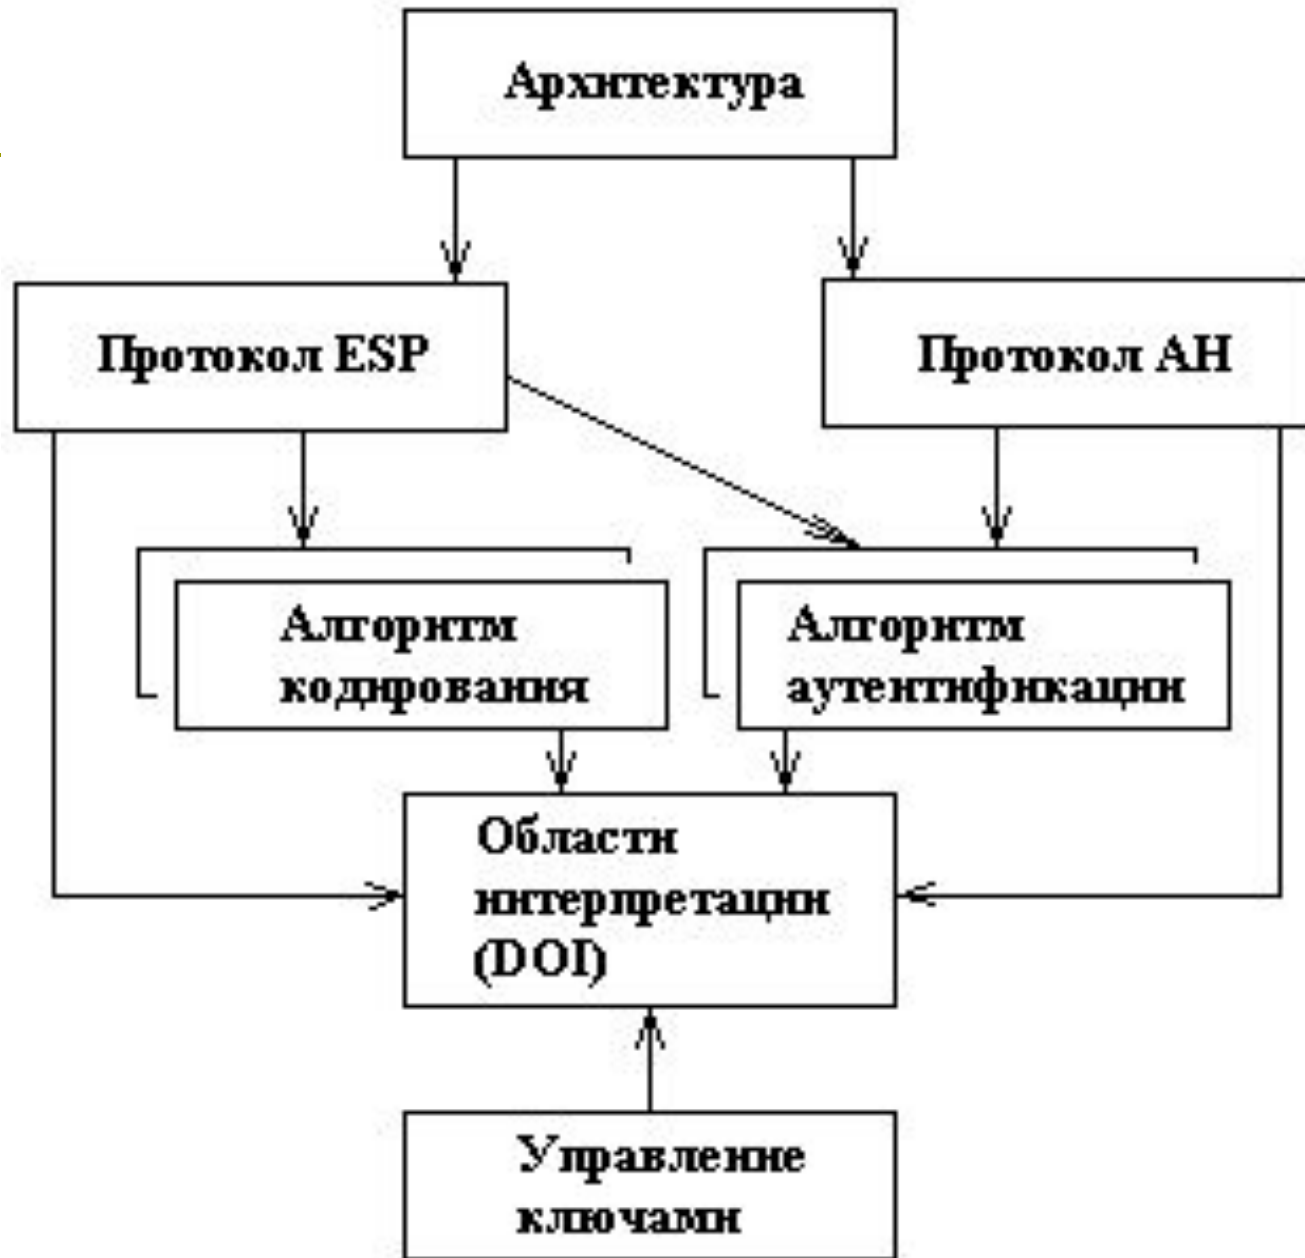 Архитектура
Протокол ESP
Протокол AH
Алгоритм
кодирования
Алгоритм
аутентификации
Области
интерпретации
(DOI)
Управление
ключами